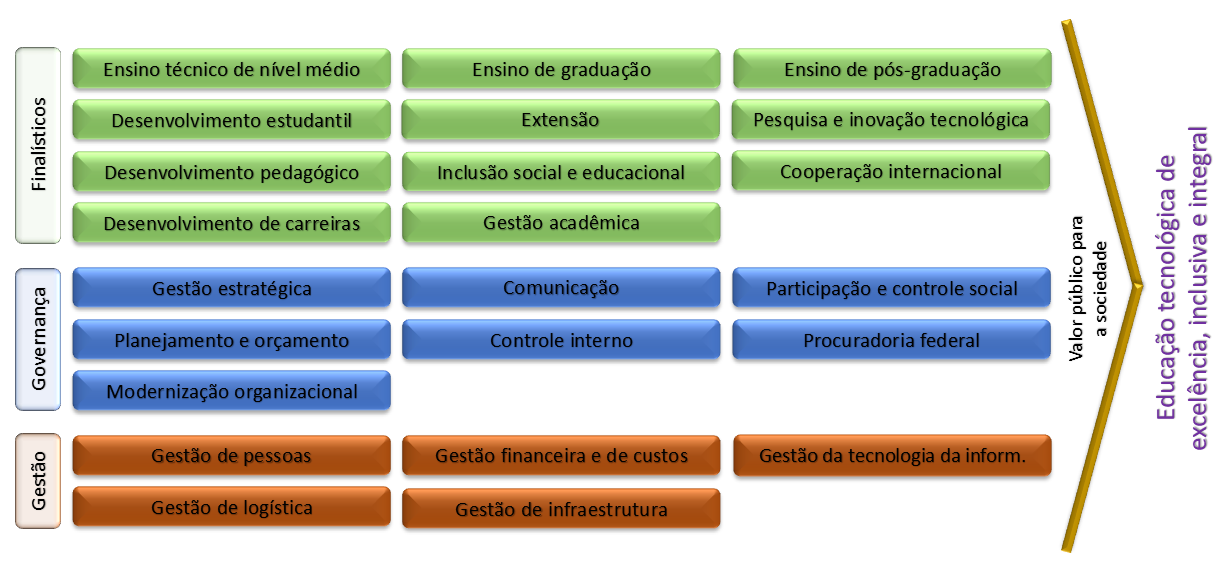 Finalísticos
Ensino técnico de nível médio
Ensino de graduação
Ensino de pós-graduação
Desenvolvimento estudantil
Extensão
Pesquisa e inovação tecnológica
Desenvolvimento pedagógico
Inclusão social e educacional
Cooperação internacional
Desenvolvimento de carreiras
Gestão acadêmica
Governança
Gestão estratégica
Comunicação
Participação e controle social
Planejamento e orçamento
Controle interno
Procuradoria federal
Modernização organizacional
Gestão
Gestão de pessoas
Gestão financeira e de custos
Gestão da tecnologia da inform.
Gestão de logística
Gestão de infraestrutura
Valor público para
a sociedade
Educação tecnológica de
excelência, inclusiva e integral